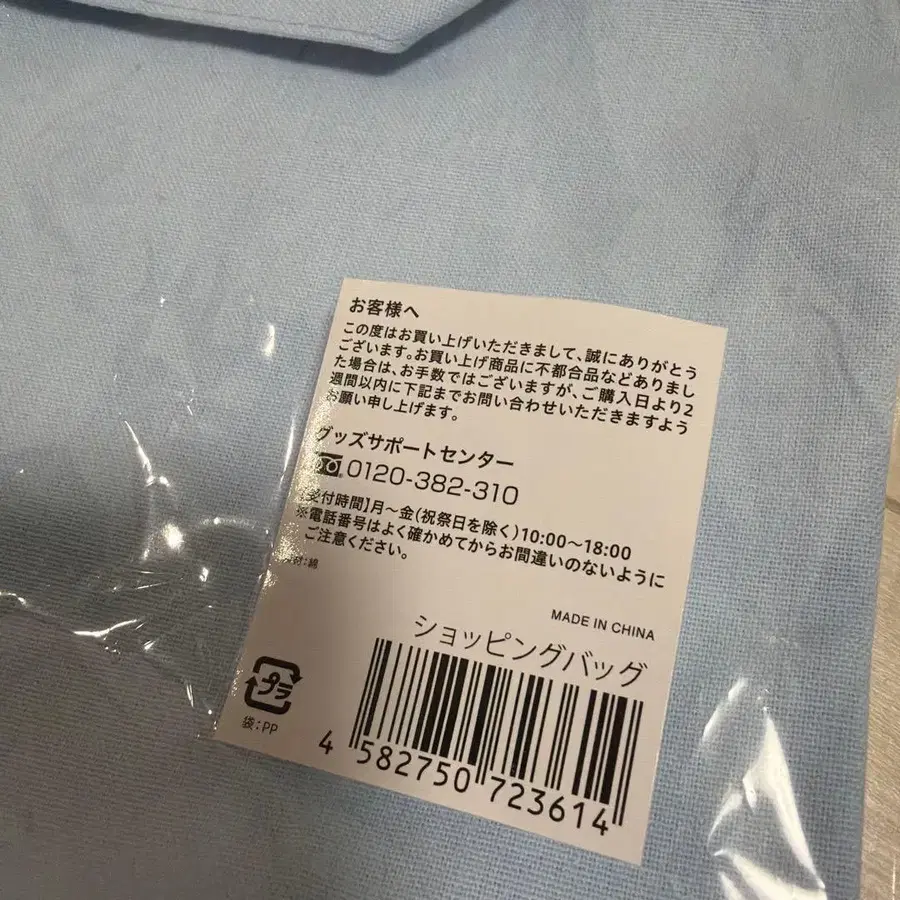 お客様へ
この度はお買い上げいただきまして、誠にありがとう
ございます。お買い上げ商品に不都合品などありまし
た場合は、お手数ではございますが、ご購入日より2
週間以内に下記までお問い合わせいただきますよう
お願い申し上げます。
グッズサポートセンター
0120-382-310
受付時間】月～金(祝祭日を除く)10:00～18:00
※電話番号はよく確かめてからお間違いのないように
ご注意ください。
材:綿
MADE IN CHINA
ショッピングバッグ
プラ
袋:PP
4 582750 723614